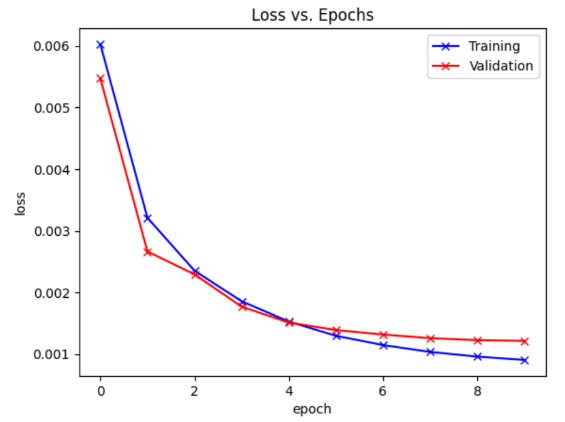 Loss vs. Epochs
0.006
0.005
0.004
0.003
0.002
0.001
loss
Training
Validation
0 2 4 6 8
epoch